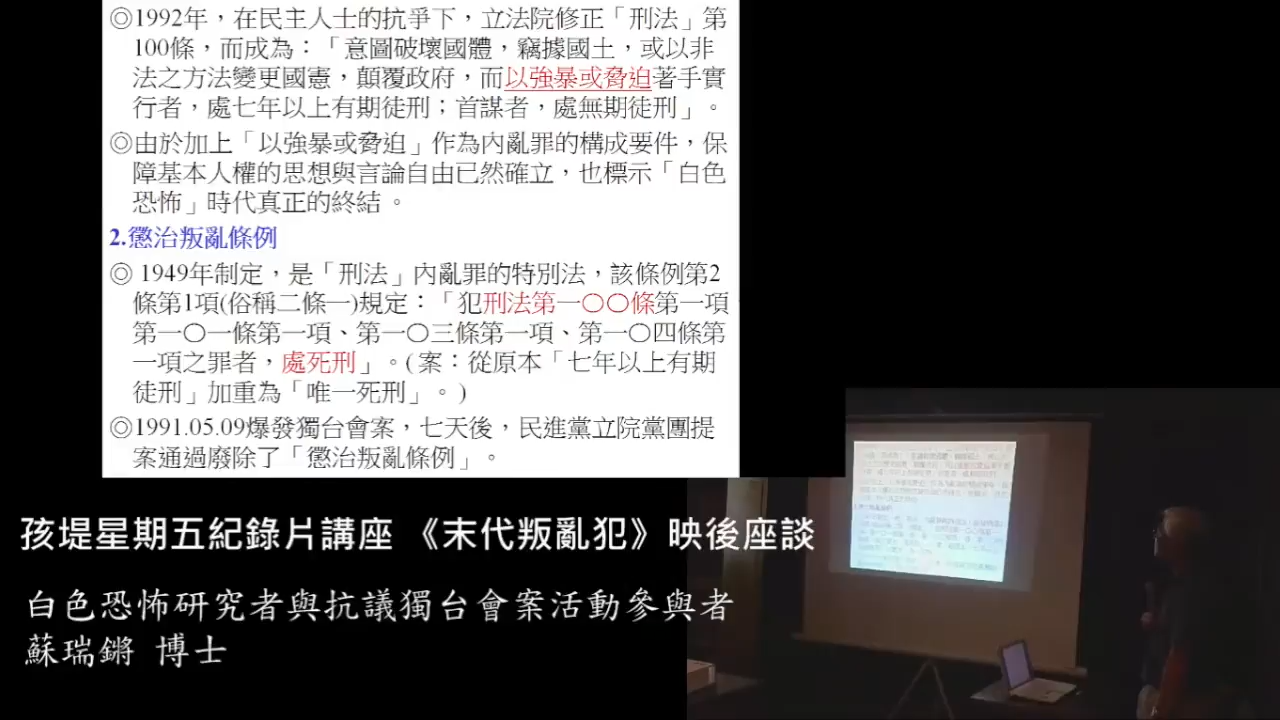 ◎1992年，在民主人士的抗爭下，立法院修正「刑法」第
100條，而成為：「意圖破壞國體，竊據國土，或以非
法之方法變更國憲，顛覆政府，而以強暴或脅迫著手實
行者，處七年以上有期徒刑；首謀者，處無期徒刑」。
◎由於加上「以強暴或脅迫」作為內亂罪的構成要件，保
障基本人權的思想與言論自由已然確立，也標示「白色
恐怖」時代真正的終結。
2.懲治叛亂條例
◎ 1949年制定，是「刑法」內亂罪的特別法，該條例第2
條第1項(俗稱二條一)規定：「犯刑法第一〇〇條第一項
第一〇一條第一項、第一〇三條第一項、第一〇四條第
一項之罪者，處死刑」。( 案：從原本「七年以上有期
徒刑」加重為「唯一死刑」。)
◎1991.05.09爆發獨台會案，七天後，民進黨立院黨團提
案通過廢除了「懲治叛亂條例」。
孩堤星期五紀錄片講座 《末代叛亂犯》映後座談
白色恐怖研究者與抗議獨台會案活動參與者
蘇瑞鏘 博士